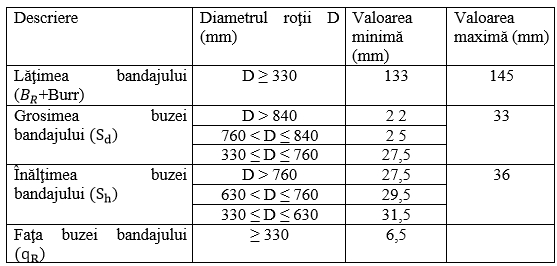 Descriere Diametrul roții D (mm) Valoarea minimă (mm) Valoarea maximă (mm)
Lăţimea bandajului (B_R+Burr) D ≥ 330 133 145
Grosimea buzei bandajului (S_d) D > 840 2 2 33
760 < D ≤ 840 2 5
330 ≤ D ≤ 760 27,5
Înălţimea buzei bandajului (S_h) D > 760 27,5 36
630 < D ≤ 760 29,5
330 ≤ D ≤ 630 31,5
Faţa buzei bandajului (q_R) ≥ 330 6,5